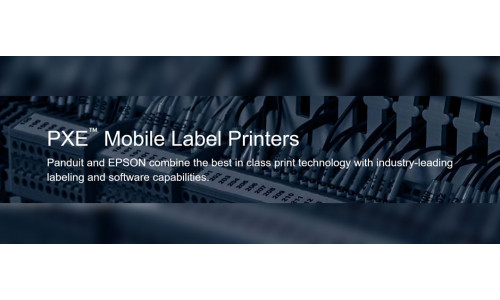 PXE™ Mobile Label Printers
Panduit and EPSON combine the best in class print technology with industry-leading
labeling and software capabilities.